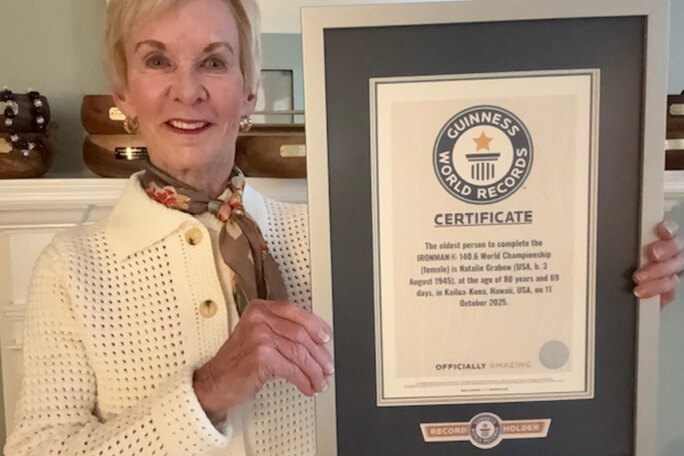 GUINNESS
WORLD RECORDS
CERTIFICATE
The oldest person to complete the
IRONMAN® 140.6 World Championship
(female) is Natalie Grabow (USA, b. 3
August 1945), at the age of 80 years and 69
days, in Kailua-Kona, Hawaii, USA, on 11
October 2025.
OFFICIALLY AMAZING
RECORD HOLDER